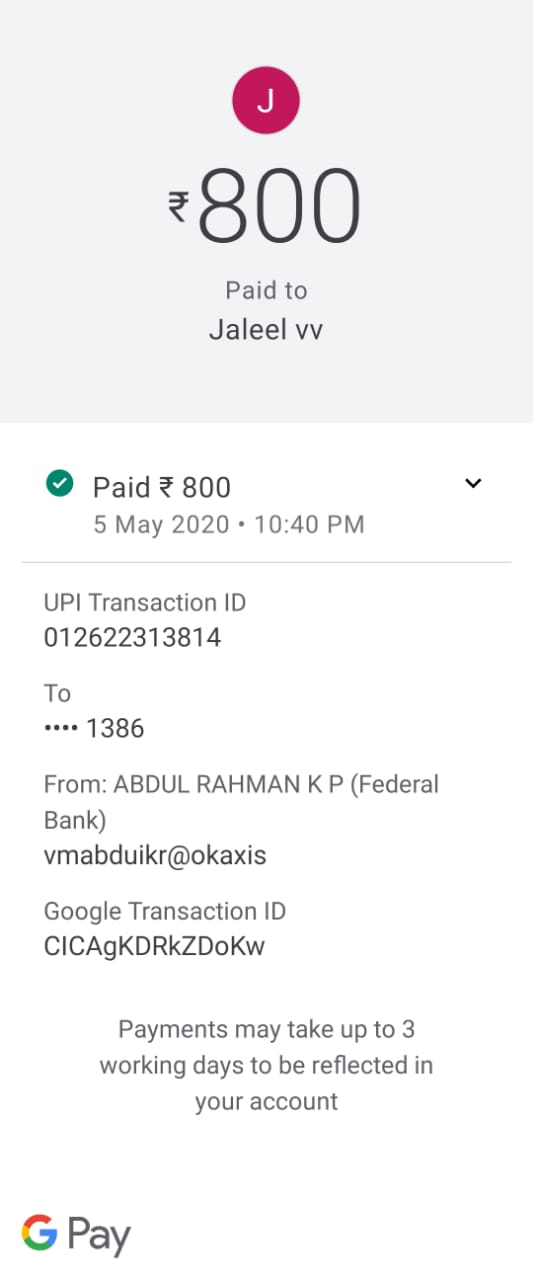 J
₹800
Paid to
Jaleel vv
Paid ₹ 800
5 May 2020 • 10:40 PM
UPI Transaction ID
012622313814
To
•••• 1386
From: ABDUL RAHMAN K P (Federal
Bank)
vmabduikr@okaxis
Google Transaction ID
CICAgKDRkZDoKw
Payments may take up to 3
working days to be reflected in
your account
G Pay